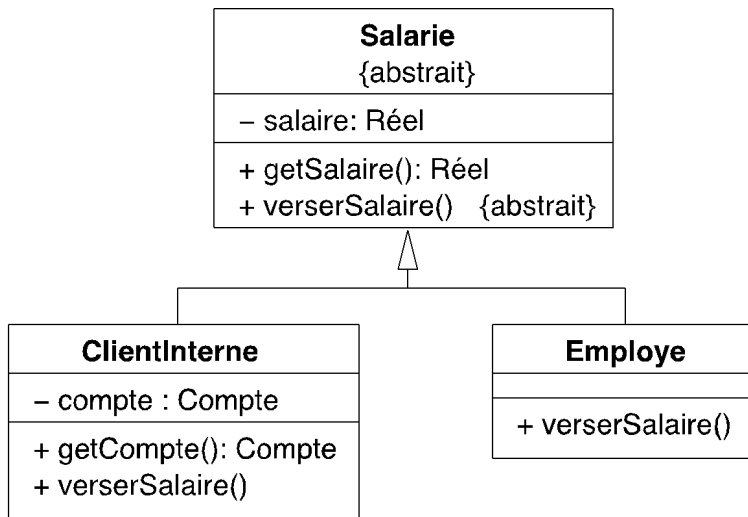 Salarie
{abstrait}
– salaire: Réel
+ getSalaire(): Réel
+ verserSalaire() {abstrait}
ClientInterne
– compte : Compte
+ getCompte(): Compte
+ verserSalaire()
Employe
+ verserSalaire()